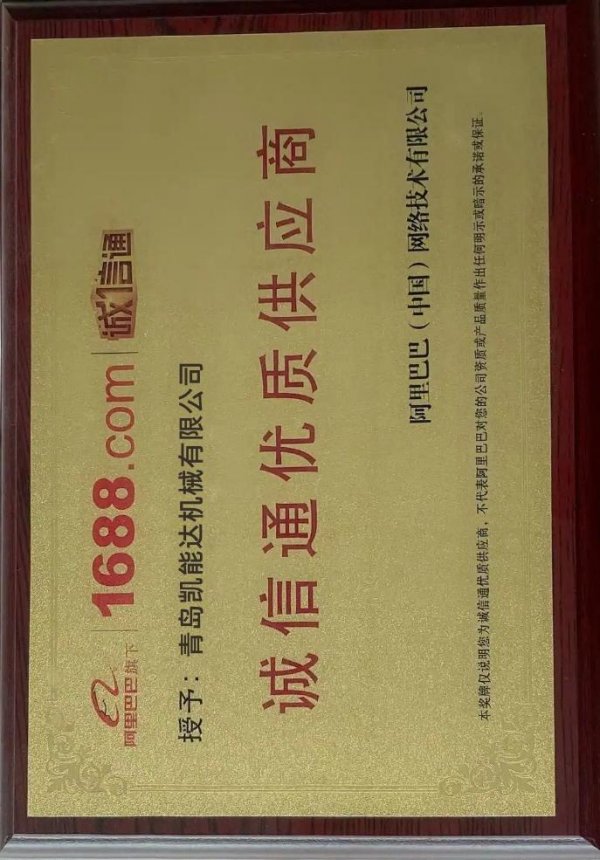 阿里巴巴旗下 1688.com 诚信通
授予：青岛凯能达机械有限公司
诚信通优质供应商
阿里巴巴（中国）网络技术有限公司
本奖牌仅说明您为诚信通优质供应商，不代表阿里巴巴对您的公司资质或产品质量作出任何明示或暗示的承诺或保证。